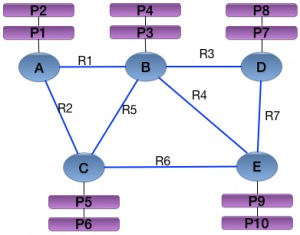 P2 P4 P8
P1 P3 P7
R1 R3
A B D
R2 R5 R4 R7
R6
C E
P5 P9
P6 P10